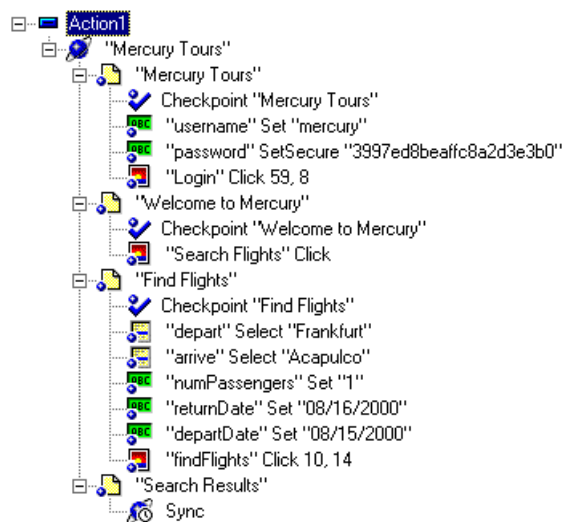 Action1
"Mercury Tours"
"Mercury Tours"
Checkpoint "Mercury Tours"
"username" Set "mercury"
"password" SetSecure "3997ed8beaffc8a2d3e3b0"
"Login" Click 59, 8
"Welcome to Mercury"
Checkpoint "Welcome to Mercury"
"Search Flights" Click
"Find Flights"
Checkpoint "Find Flights"
"depart" Select "Frankfurt"
"arrive" Select "Acapulco"
"numPassengers" Set "1"
"returnDate" Set "08/16/2000"
"departDate" Set "08/15/2000"
"findFlights" Click 10, 14
"Search Results"
Sync